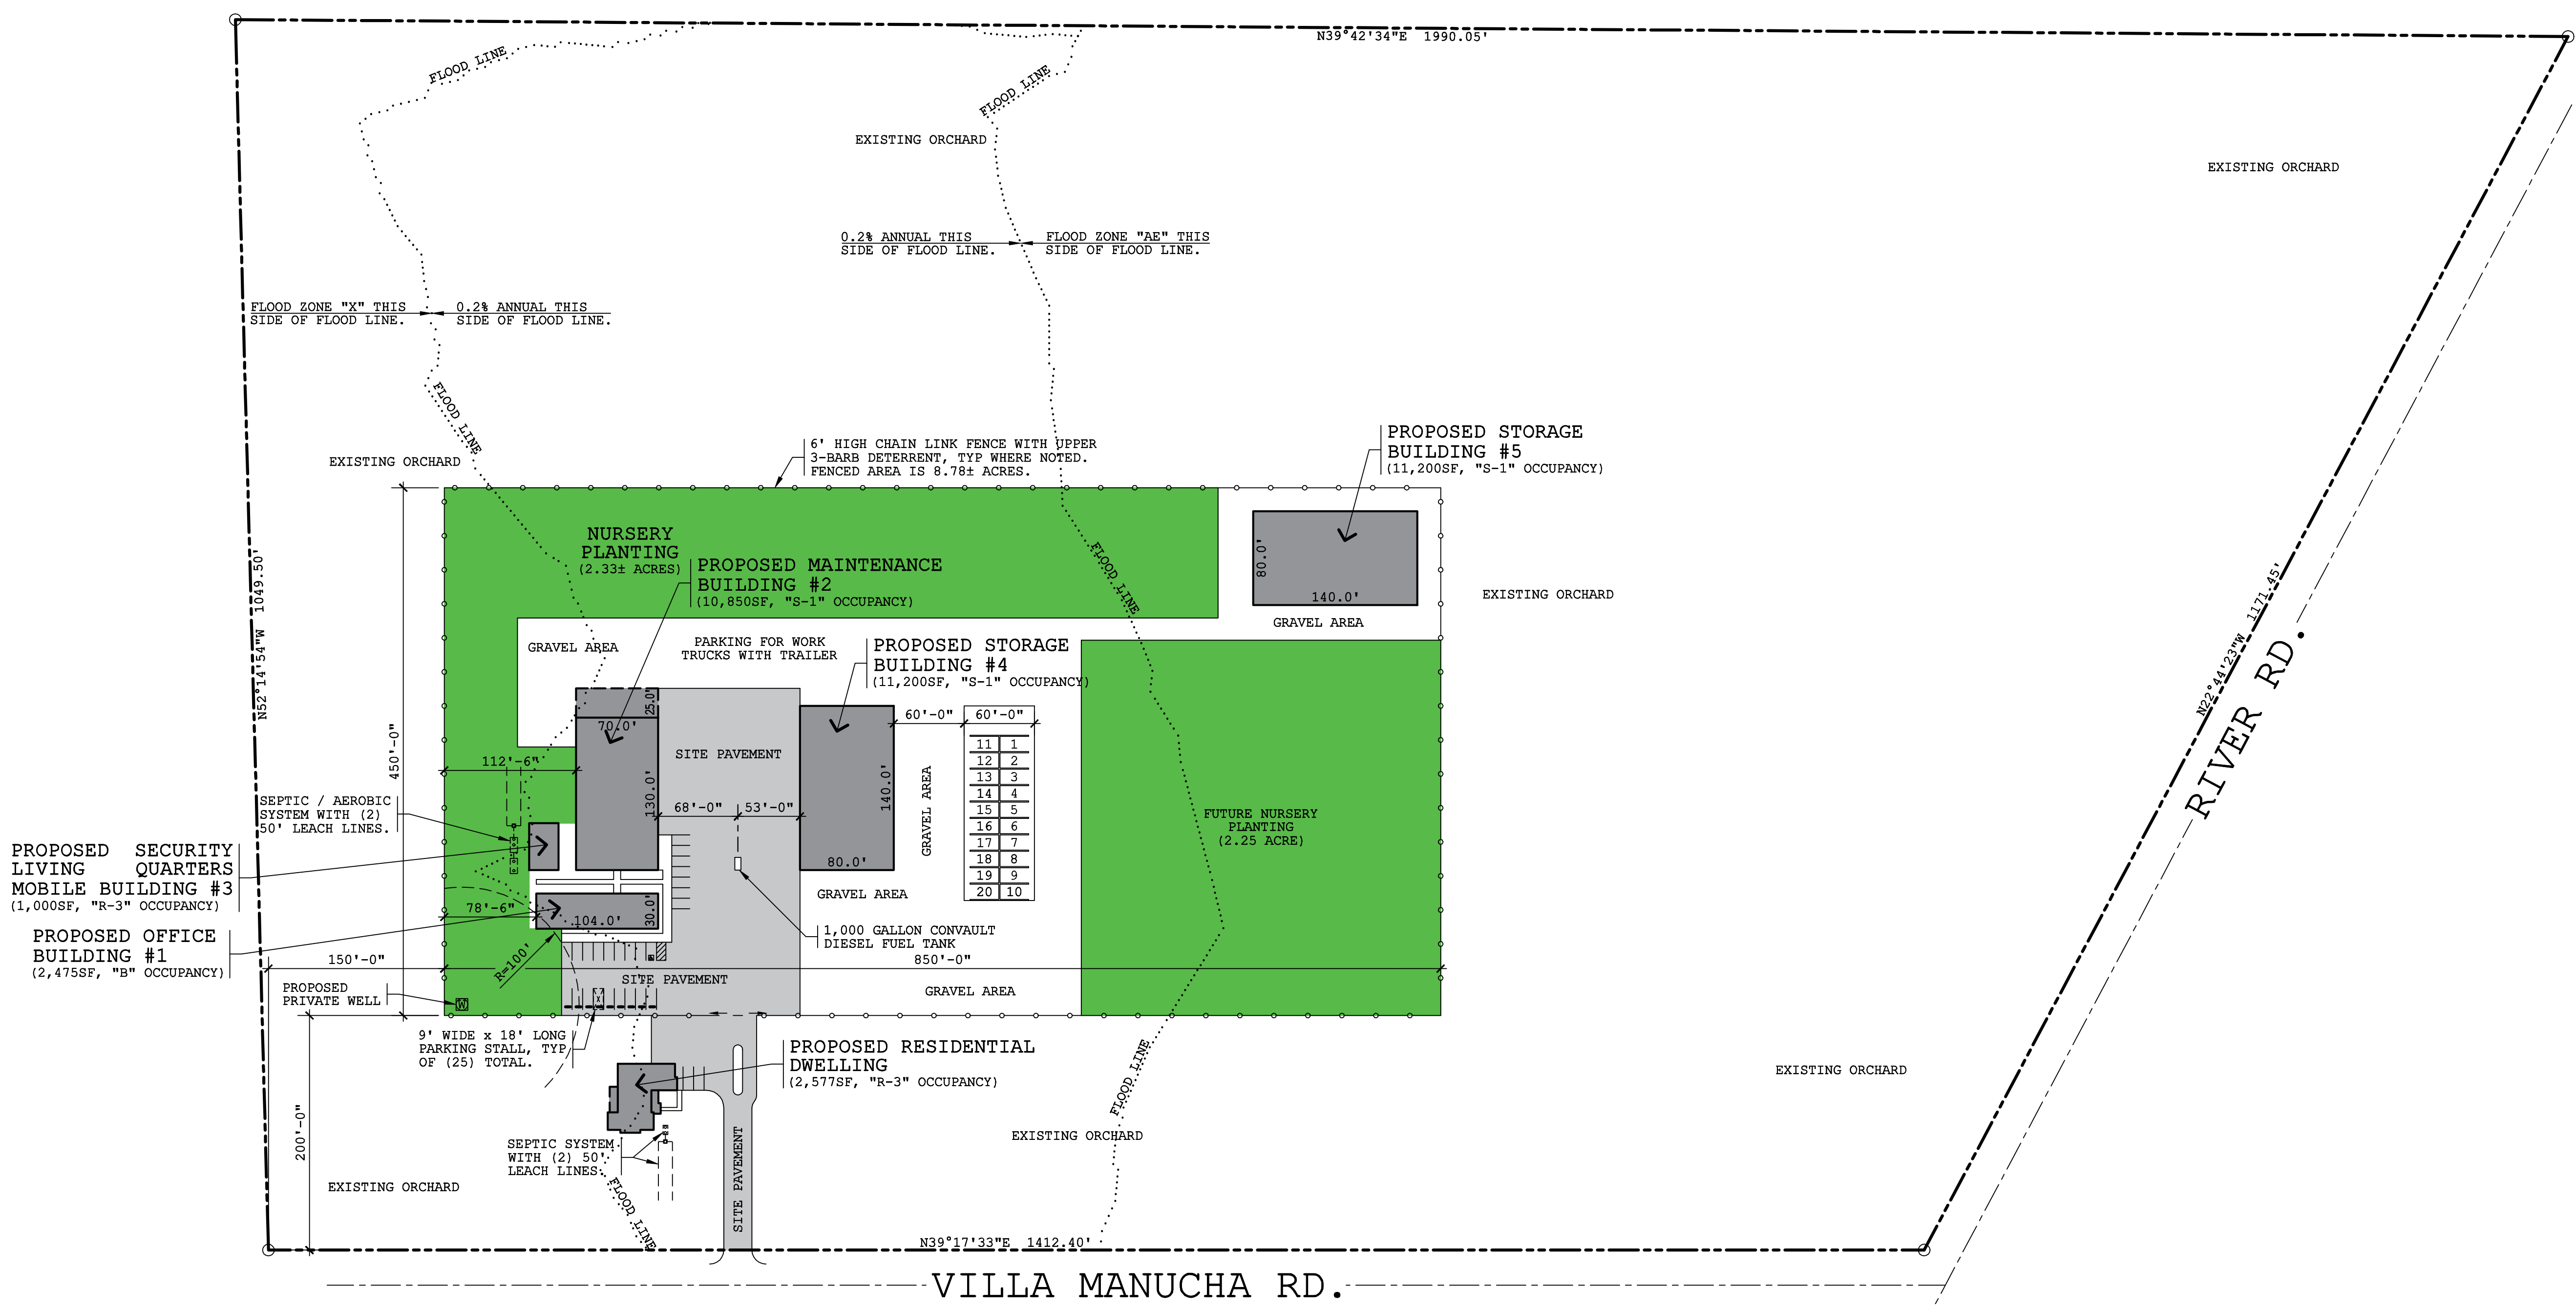 N39°42'34"E 1990.05'
FLOOD LINE
FLOOD LINE
EXISTING ORCHARD
EXISTING ORCHARD
0.2% ANNUAL THIS
SIDE OF FLOOD LINE.
FLOOD ZONE "AE" THIS
SIDE OF FLOOD LINE.
FLOOD ZONE "X" THIS
SIDE OF FLOOD LINE.
0.2% ANNUAL THIS
SIDE OF FLOOD LINE.
FLOOD LINE
EXISTING ORCHARD
6' HIGH CHAIN LINK FENCE WITH UPPER
3-BARB DETERRENT, TYP WHERE NOTED.
FENCED AREA IS 8.78± ACRES.
PROPOSED STORAGE
BUILDING #5
(11,200SF, "S-1" OCCUPANCY)
NURSERY
PLANTING
(2.33± ACRES)
PROPOSED MAINTENANCE
BUILDING #2
(10,850SF, "S-1" OCCUPANCY)
FLOOD LINE
80.0'
140.0'
GRAVEL AREA
EXISTING ORCHARD
N52°14'54"W 1049.50'
N22°44'23"W 1171.45'
RIVER RD.
GRAVEL AREA
PARKING FOR WORK
TRUCKS WITH TRAILER
PROPOSED STORAGE
BUILDING #4
(11,200SF, "S-1" OCCUPANCY)
25.0'
70.0'
130.0'
SITE PAVEMENT
60'-0"
60'-0"
450'-0"
112'-6"
68'-0"
53'-0"
140.0'
80.0'
GRAVEL AREA
11 1
12 2
13 3
14 4
15 5
16 6
17 7
18 8
19 9
20 10
FUTURE NURSERY
PLANTING
(2.25 ACRE)
SEPTIC / AEROBIC
SYSTEM WITH (2)
50' LEACH LINES.
PROPOSED SECURITY
LIVING QUARTERS
MOBILE BUILDING #3
(1,000SF, "R-3" OCCUPANCY)
GRAVEL AREA
78'-6"
104.0'
30.0'
PROPOSED OFFICE
BUILDING #1
(2,475SF, "B" OCCUPANCY)
1,000 GALLON CONVAULT
DIESEL FUEL TANK
R=100'
150'-0"
850'-0"
SITE PAVEMENT
GRAVEL AREA
PROPOSED
PRIVATE WELL
W
9' WIDE x 18' LONG
PARKING STALL, TYP
OF (25) TOTAL.
PROPOSED RESIDENTIAL
DWELLING
(2,577SF, "R-3" OCCUPANCY)
FLOOD LINE
EXISTING ORCHARD
200'-0"
SEPTIC SYSTEM
WITH (2) 50'
LEACH LINES.
SITE PAVEMENT
EXISTING ORCHARD
EXISTING ORCHARD
FLOOD LINE
N39°17'33"E 1412.40'
VILLA MANUCHA RD.